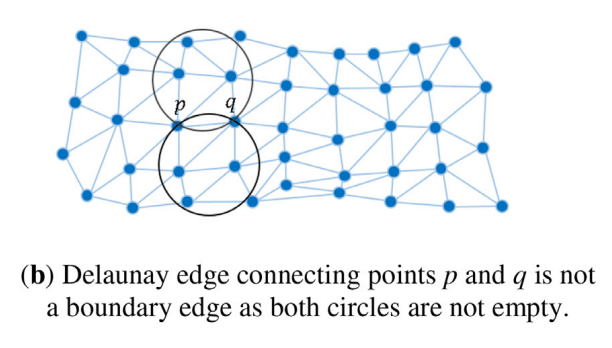 p q
(b) Delaunay edge connecting points p and q is not
a boundary edge as both circles are not empty.